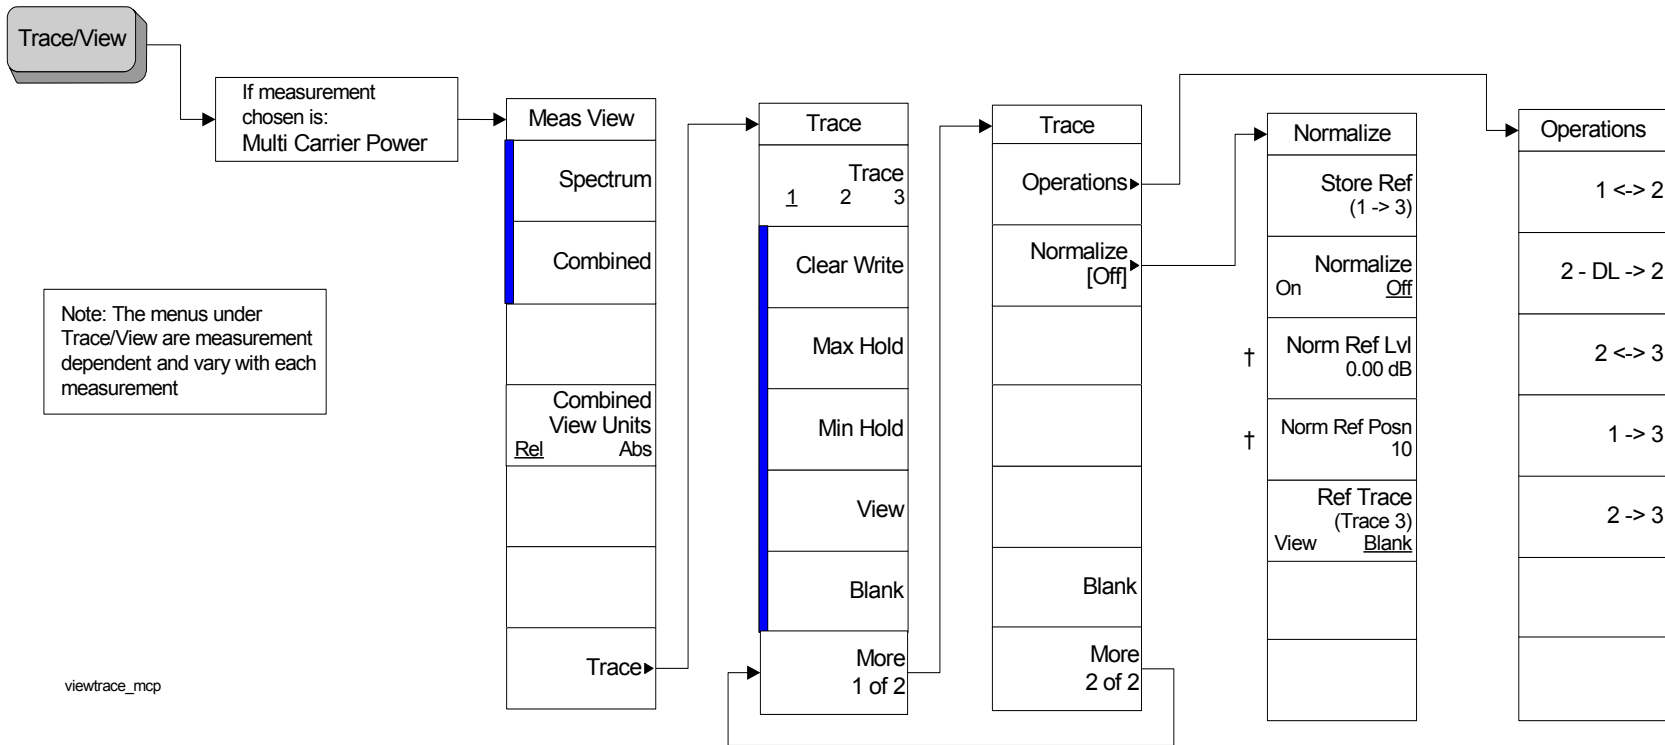 Trace/View
If measurement
chosen is:
Multi Carrier Power
Note: The menus under
Trace/View are measurement
dependent and vary with each
measurement
viewtrace_mcp
Meas View
Spectrum
Combined
Combined
View Units
Rel Abs
Trace
Trace
Trace
1 2 3
Clear Write
Max Hold
Min Hold
View
Blank
More
1 of 2
Trace
Operations
Normalize
[Off]
Blank
More
2 of 2
Normalize
Store Ref
(1 -> 3)
Normalize
On Off
† Norm Ref Lvl
0.00 dB
† Norm Ref Posn
10
Ref Trace
(Trace 3)
View Blank
Operations
1 <-> 2
2 - DL -> 2
2 <-> 3
1 -> 3
2 -> 3